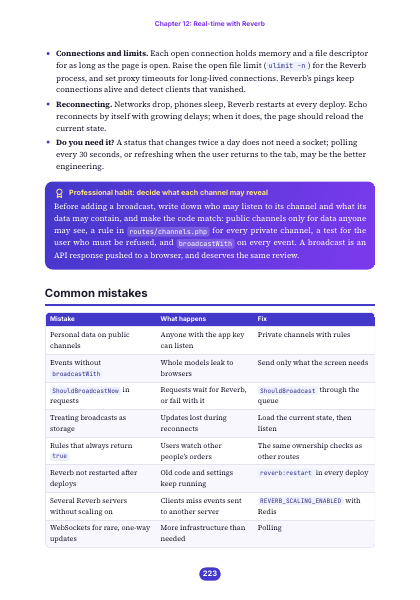 Chapter 12: Real-time with Reverb
• Connections and limits. Each open connection holds memory and a file descriptor
for as long as the page is open. Raise the open file limit ( ulimit -n ) for the Reverb
process, and set proxy timeouts for long-lived connections. Reverb's pings keep
connections alive and detect clients that vanished.
• Reconnecting. Networks drop, phones sleep, Reverb restarts at every deploy. Echo
reconnects by itself with growing delays; when it does, the page should reload the
current state.
• Do you need it? A status that changes twice a day does not need a socket; polling
every 30 seconds, or refreshing when the user returns to the tab, may be the better
engineering.
Professional habit: decide what each channel may reveal
Before adding a broadcast, write down who may listen to its channel and what its
data may contain, and make the code match: public channels only for data anyone
may see, a rule in routes/channels.php for every private channel, a test for the
user who must be refused, and broadcastWith on every event. A broadcast is an
API response pushed to a browser, and deserves the same review.
Common mistakes
Mistake What happens Fix
Personal data on public Anyone with the app key Private channels with rules
channels can listen
Events without Whole models leak to Send only what the screen needs
broadcastWith browsers
ShouldBroadcastNow in Requests wait for Reverb, ShouldBroadcast through the
requests or fail with it queue
Treating broadcasts as Updates lost during Load the current state, then
storage reconnects listen
Rules that always return Users watch other The same ownership checks as
true people's orders other routes
Reverb not restarted after Old code and settings reverb:restart in every deploy
deploys keep running
Several Reverb servers Clients miss events sent REVERB_SCALING_ENABLED with
without scaling on to another server Redis
WebSockets for rare, one-way More infrastructure than Polling
updates needed
223